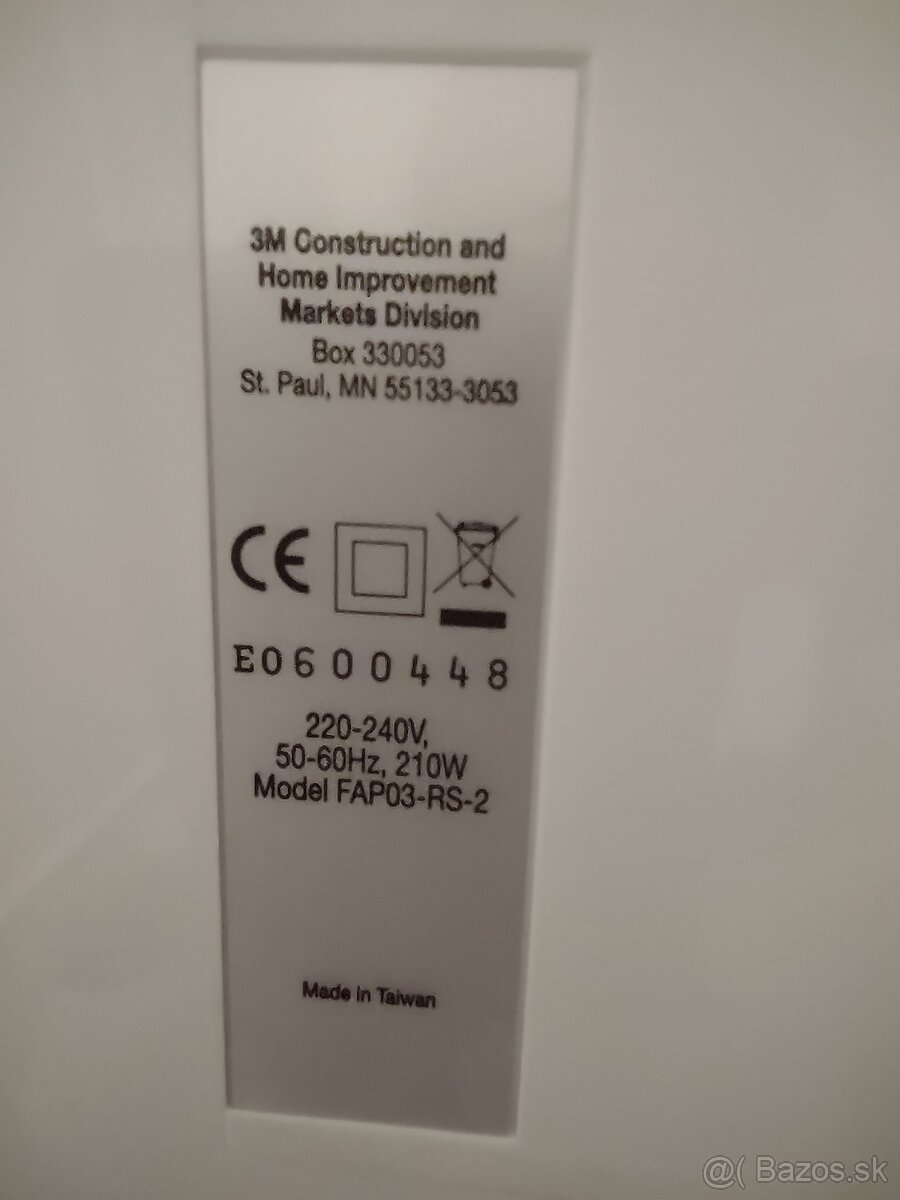 3M Construction and
Home Improvement
Markets Division
Box 330053
St. Paul, MN 55133-3053
CE
E0600448
220-240V,
50-60Hz, 210W
Model FAP03-RS-2
Made in Taiwan
@( Bazos.sk